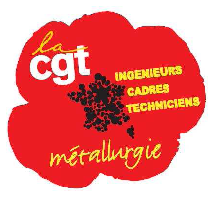 la
cgt
INGENIEURS
CADRES
TECHNICIENS
métallurgie